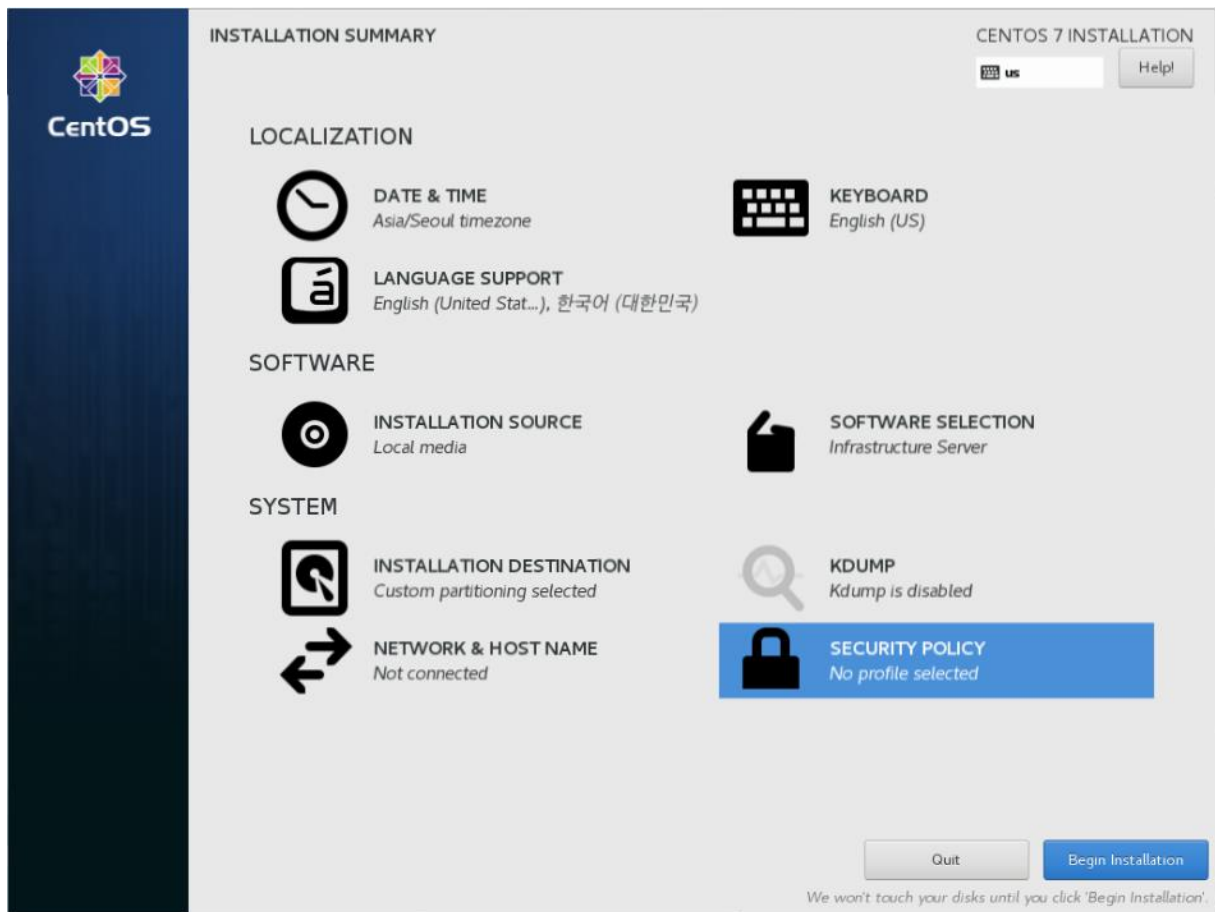 INSTALLATION SUMMARY
CENTOS 7 INSTALLATION
us
Help!
CentOS
LOCALIZATION
DATE & TIME
Asia/Seoul timezone
KEYBOARD
English (US)
LANGUAGE SUPPORT
English (United Stat...), 한국어 (대한민국)
SOFTWARE
INSTALLATION SOURCE
Local media
SOFTWARE SELECTION
Infrastructure Server
SYSTEM
INSTALLATION DESTINATION
Custom partitioning selected
KDUMP
Kdump is disabled
NETWORK & HOST NAME
Not connected
SECURITY POLICY
No profile selected
Quit
Begin Installation
We won't touch your disks until you click 'Begin Installation'.